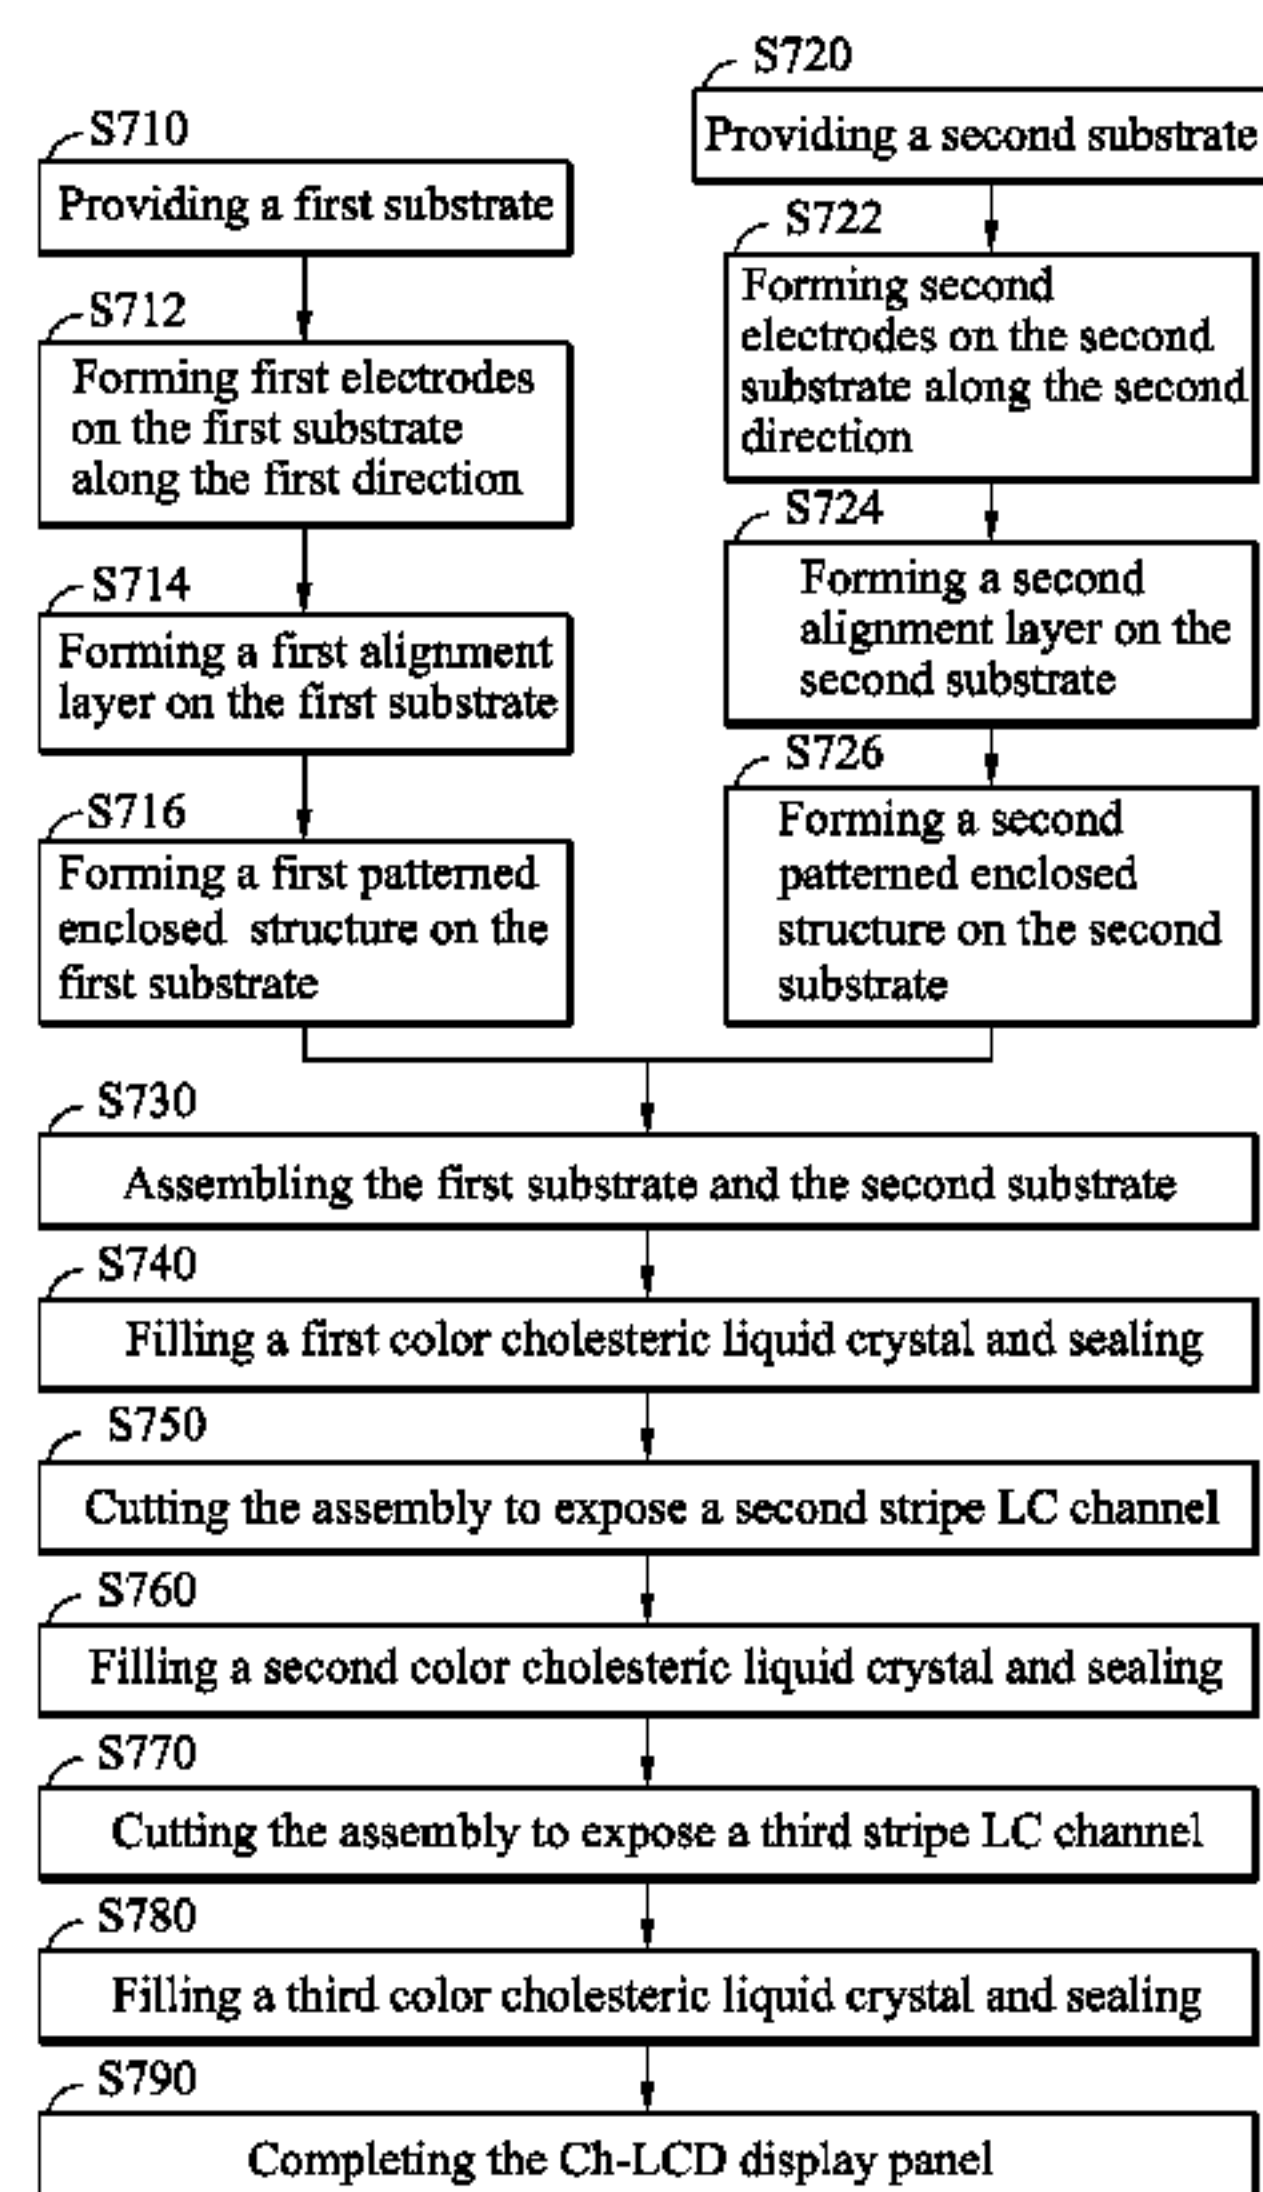 S710
Providing a first substrate
S712
Forming first electrodes
on the first substrate
along the first direction
S714
Forming a first alignment
layer on the first substrate
S716
Forming a first patterned
enclosed structure on the
first substrate
S720
Providing a second substrate
S722
Forming second
electrodes on the second
substrate along the second
direction
S724
Forming a second
alignment layer on the
second substrate
S726
Forming a second
patterned enclosed
structure on the second
substrate
S730
Assembling the first substrate and the second substrate
S740
Filling a first color cholesteric liquid crystal and sealing
S750
Cutting the assembly to expose a second stripe LC channel
S760
Filling a second color cholesteric liquid crystal and sealing
S770
Cutting the assembly to expose a third stripe LC channel
S780
Filling a third color cholesteric liquid crystal and sealing
S790
Completing the Ch-LCD display panel